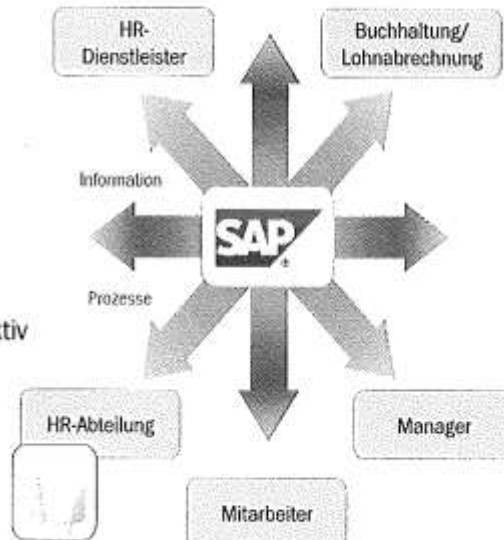 HR-
Dienstleister
Buchhaltung/
Lohnabrechnung
Information
SAP
®
Prozesse
tiv
HR-Abteilung
Manager
Mitarbeiter